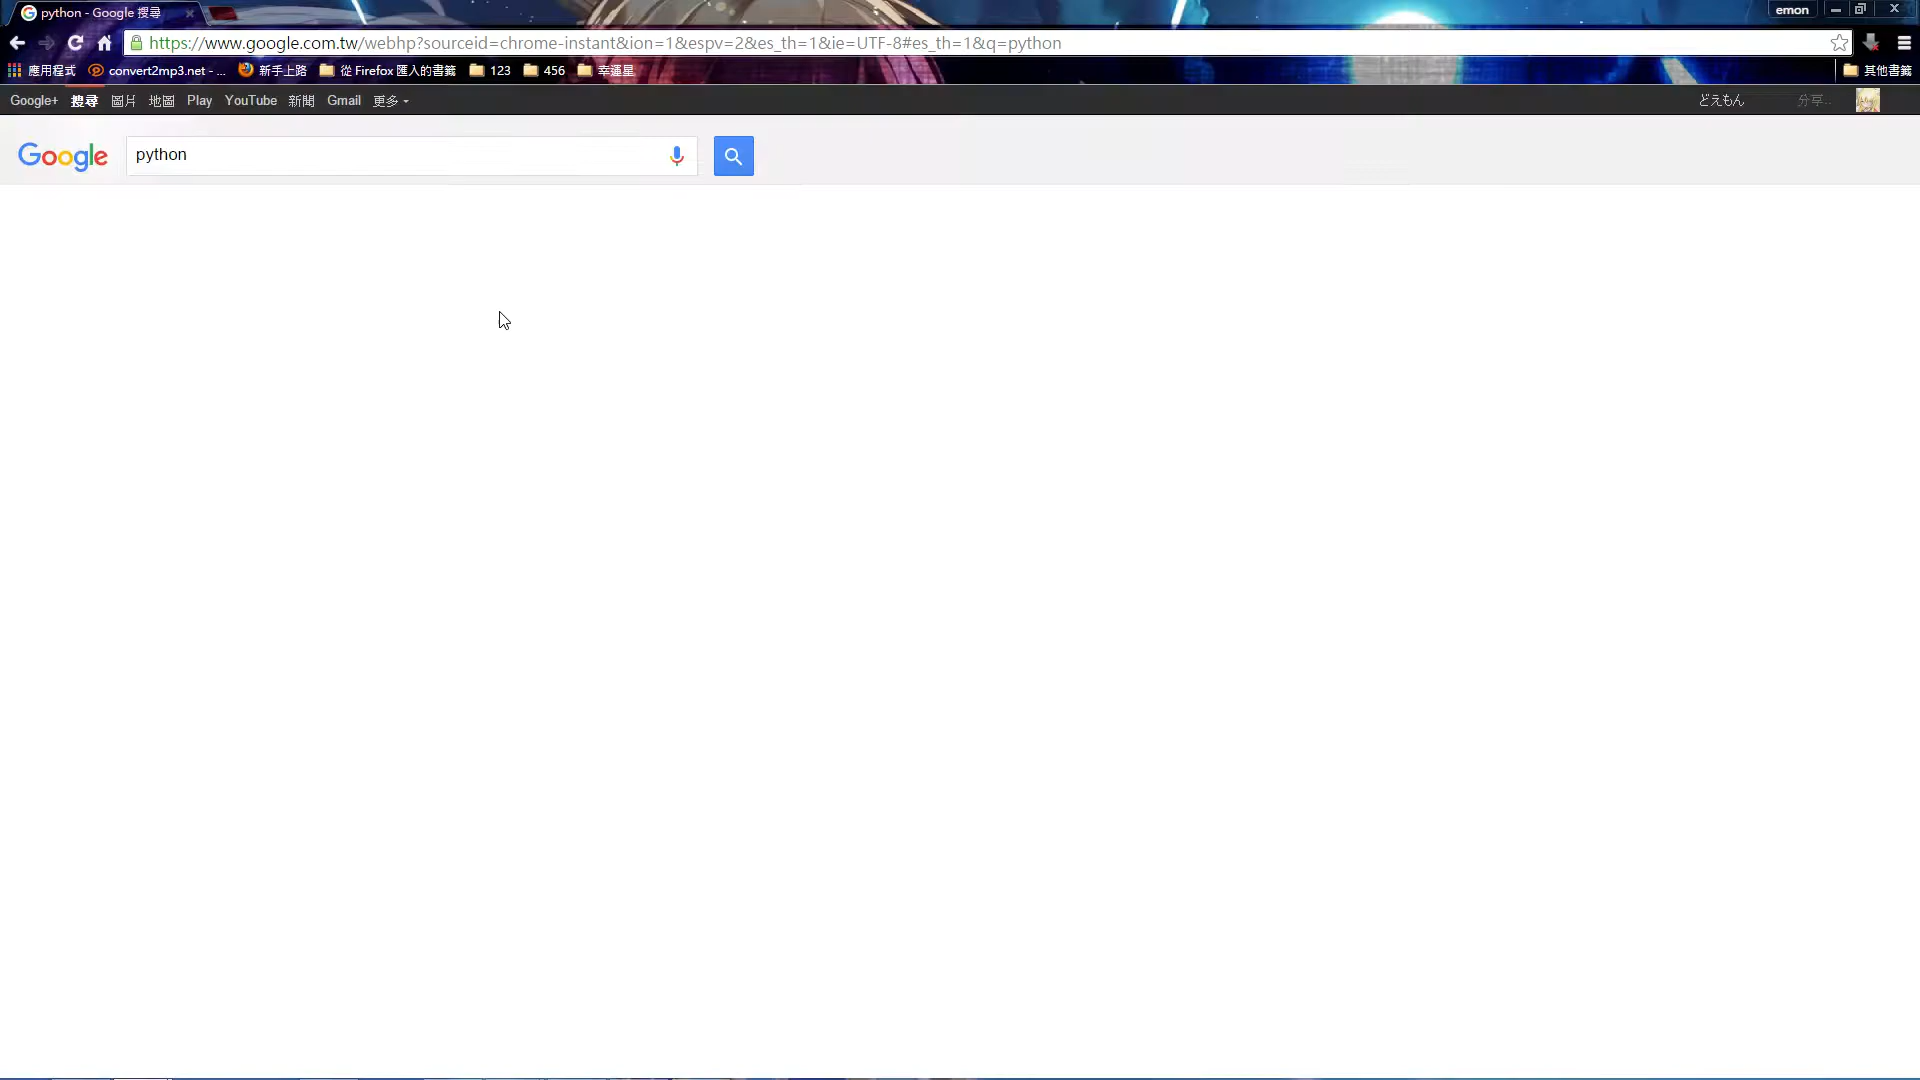 python - Google 搜尋
emon
https://www.google.com.tw/webhp?sourceid=chrome-instant&ion=1&espv=2&es_th=1&ie=UTF-8#es_th=1&q=python
應用程式 convert2mp3.net - ... 新手上路 從 Firefox 匯入的書籤 123 456 幸運星 其他書籤
Google+ 搜尋 圖片 地圖 Play YouTube 新聞 Gmail 更多 どえもん 分享...
Google python